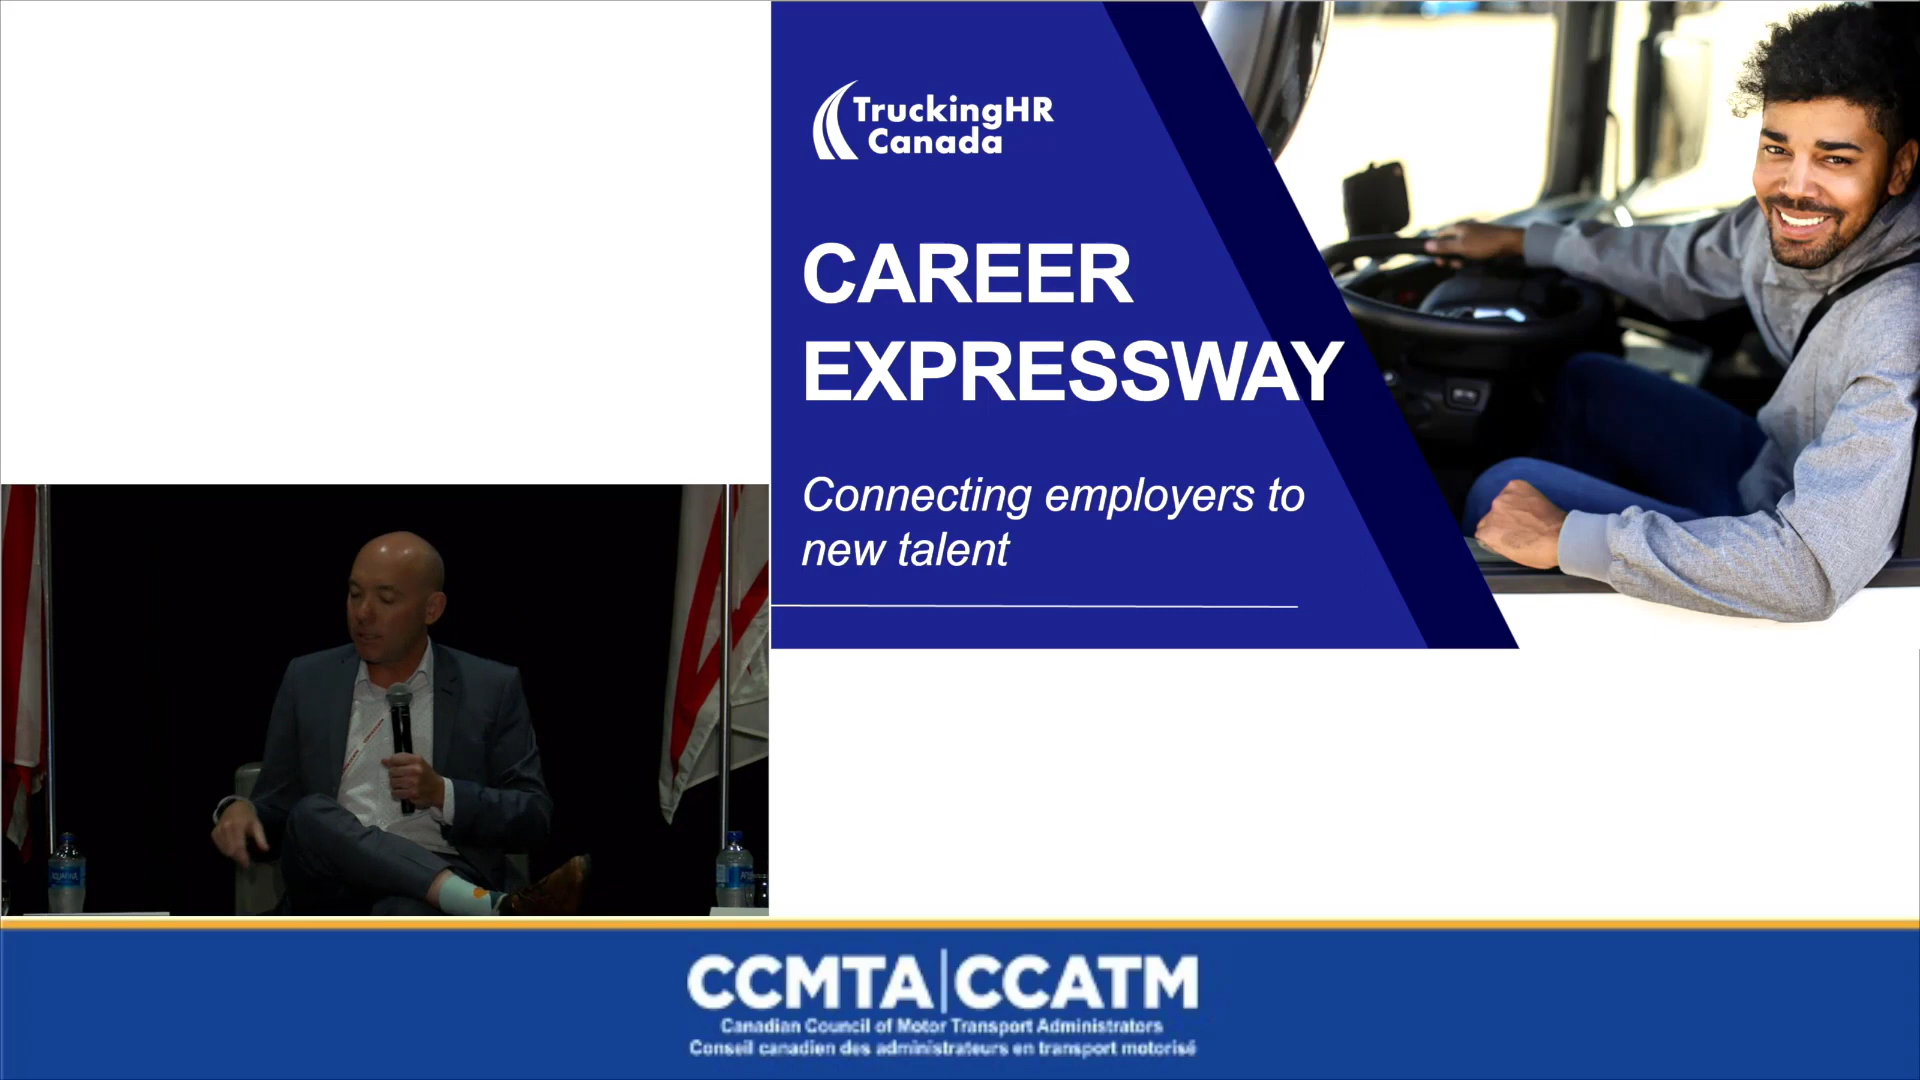 TruckingHR
Canada
CAREER
EXPRESSWAY
Connecting employers to
new talent
AQUAFINA
CCMTA|CCATM
Canadian Council of Motor Transport Administrators
Conseil canadien des administrateurs en transport motorisé